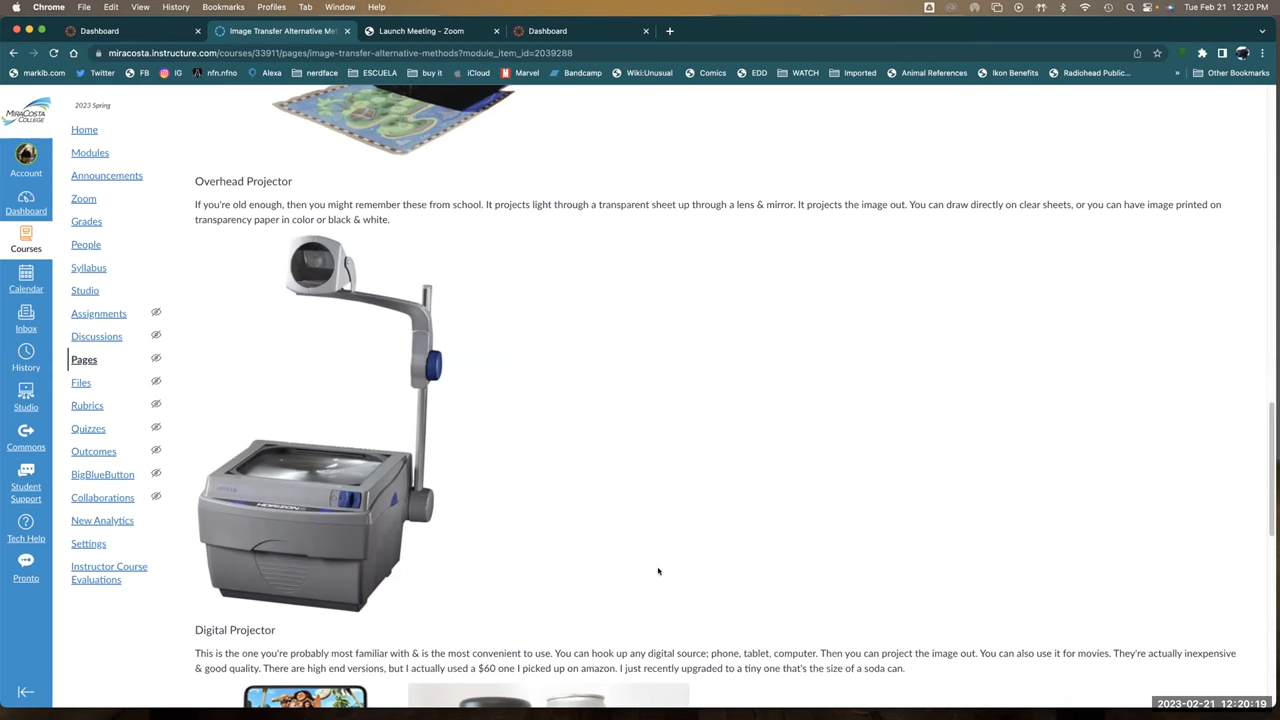 Chrome File Edit View History Bookmarks Profiles Tab Window Help Tue Feb 21 12:20 PM
Dashboard Image Transfer Alternative Me Launch Meeting - Zoom Dashboard
miracosta.instructure.com/courses/33911/pages/image-transfer-alternative-methods?module_item_id=2039288
marklb.com Twitter FB IG nfn.nfno Alexa nerdface ESCUELA buy it iCloud Marvel Bandcamp Wiki:Unusual Comics EDD WATCH Imported Animal References Ikon Benefits Radiohead Public... » Other Bookmarks
MIRACOSTA
COLLEGE
Account
Dashboard
Courses
Calendar
Inbox
History
Studio
Commons
Student
Support
Tech Help
Pronto
2023 Spring
Home
Modules
Announcements
Zoom
Grades
People
Syllabus
Studio
Assignments
Discussions
Pages
Files
Rubrics
Quizzes
Outcomes
BigBlueButton
Collaborations
New Analytics
Settings
Instructor Course
Evaluations
Overhead Projector
If you're old enough, then you might remember these from school. It projects light through a transparent sheet up through a lens & mirror. It projects the image out. You can draw directly on clear sheets, or you can have image printed on
transparency paper in color or black & white.
HORIZON
Digital Projector
This is the one you're probably most familiar with & is the most convenient to use. You can hook up any digital source; phone, tablet, computer. Then you can project the image out. You can also use it for movies. They're actually inexpensive
& good quality. There are high end versions, but I actually used a $60 one I picked up on amazon. I just recently upgraded to a tiny one that's the size of a soda can.
2023-02-21 12:20:19